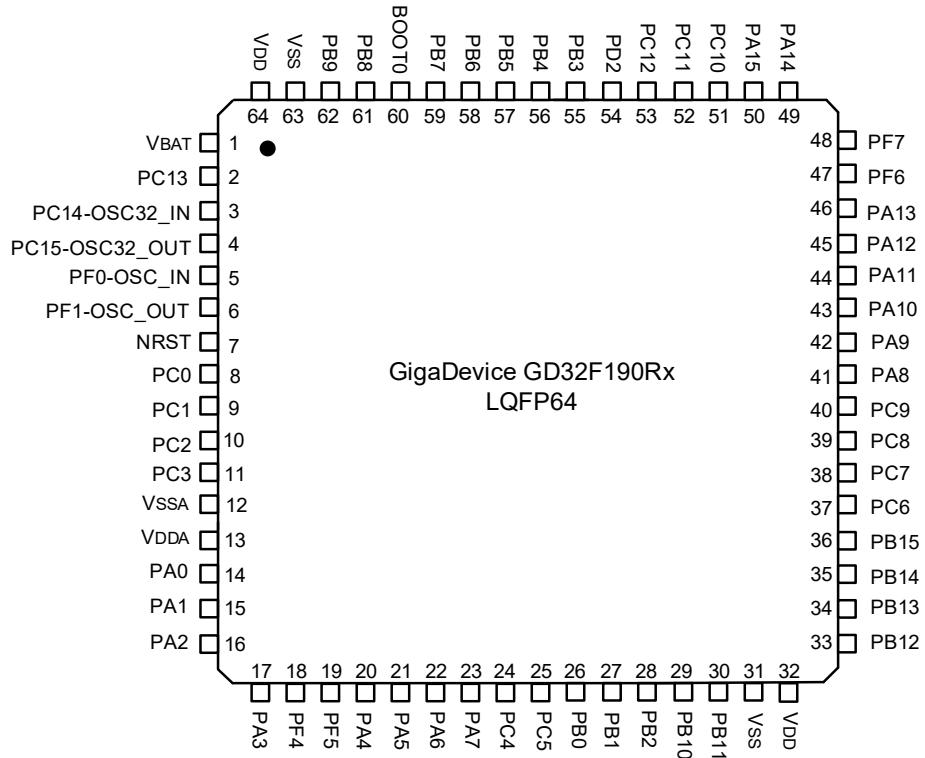 VDD VSS PB9 PB8 BOOT0 PB7 PB6 PB5 PB4 PB3 PD2 PC12 PC11 PC10 PA15 PA14
64 63 62 61 60 59 58 57 56 55 54 53 52 51 50 49
VBAT 1 48 PF7
PC13 2 47 PF6
PC14-OSC32_IN 3 46 PA13
PC15-OSC32_OUT 4 45 PA12
PF0-OSC_IN 5 44 PA11
PF1-OSC_OUT 6 43 PA10
NRST 7 42 PA9
PC0 8 41 PA8
GigaDevice GD32F190Rx
LQFP64
PC1 9 40 PC9
PC2 10 39 PC8
PC3 11 38 PC7
VSSA 12 37 PC6
VDDA 13 36 PB15
PA0 14 35 PB14
PA1 15 34 PB13
PA2 16 33 PB12
17 18 19 20 21 22 23 24 25 26 27 28 29 30 31 32
PA3 PF4 PF5 PA4 PA5 PA6 PA7 PC4 PC5 PB0 PB1 PB2 PB10 PB11 VSS VDD